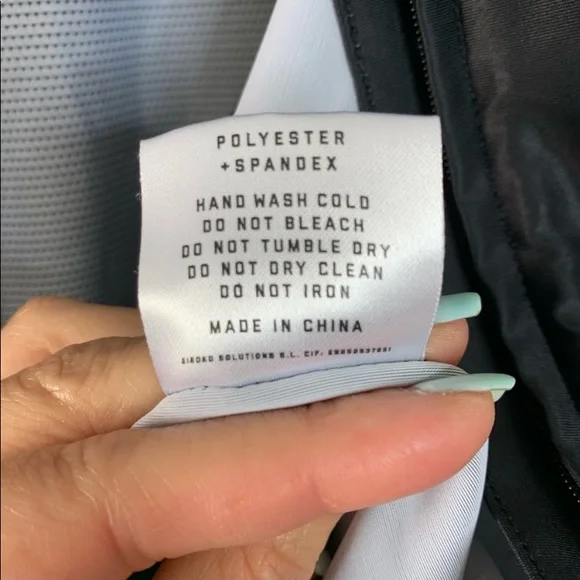 POLYESTER
+SPANDEX
HAND WASH COLD
DO NOT BLEACH
DO NOT TUMBLE DRY
DO NOT DRY CLEAN
DO NOT IRON
MADE IN CHINA
SOLUTIONS S.L. CIF.